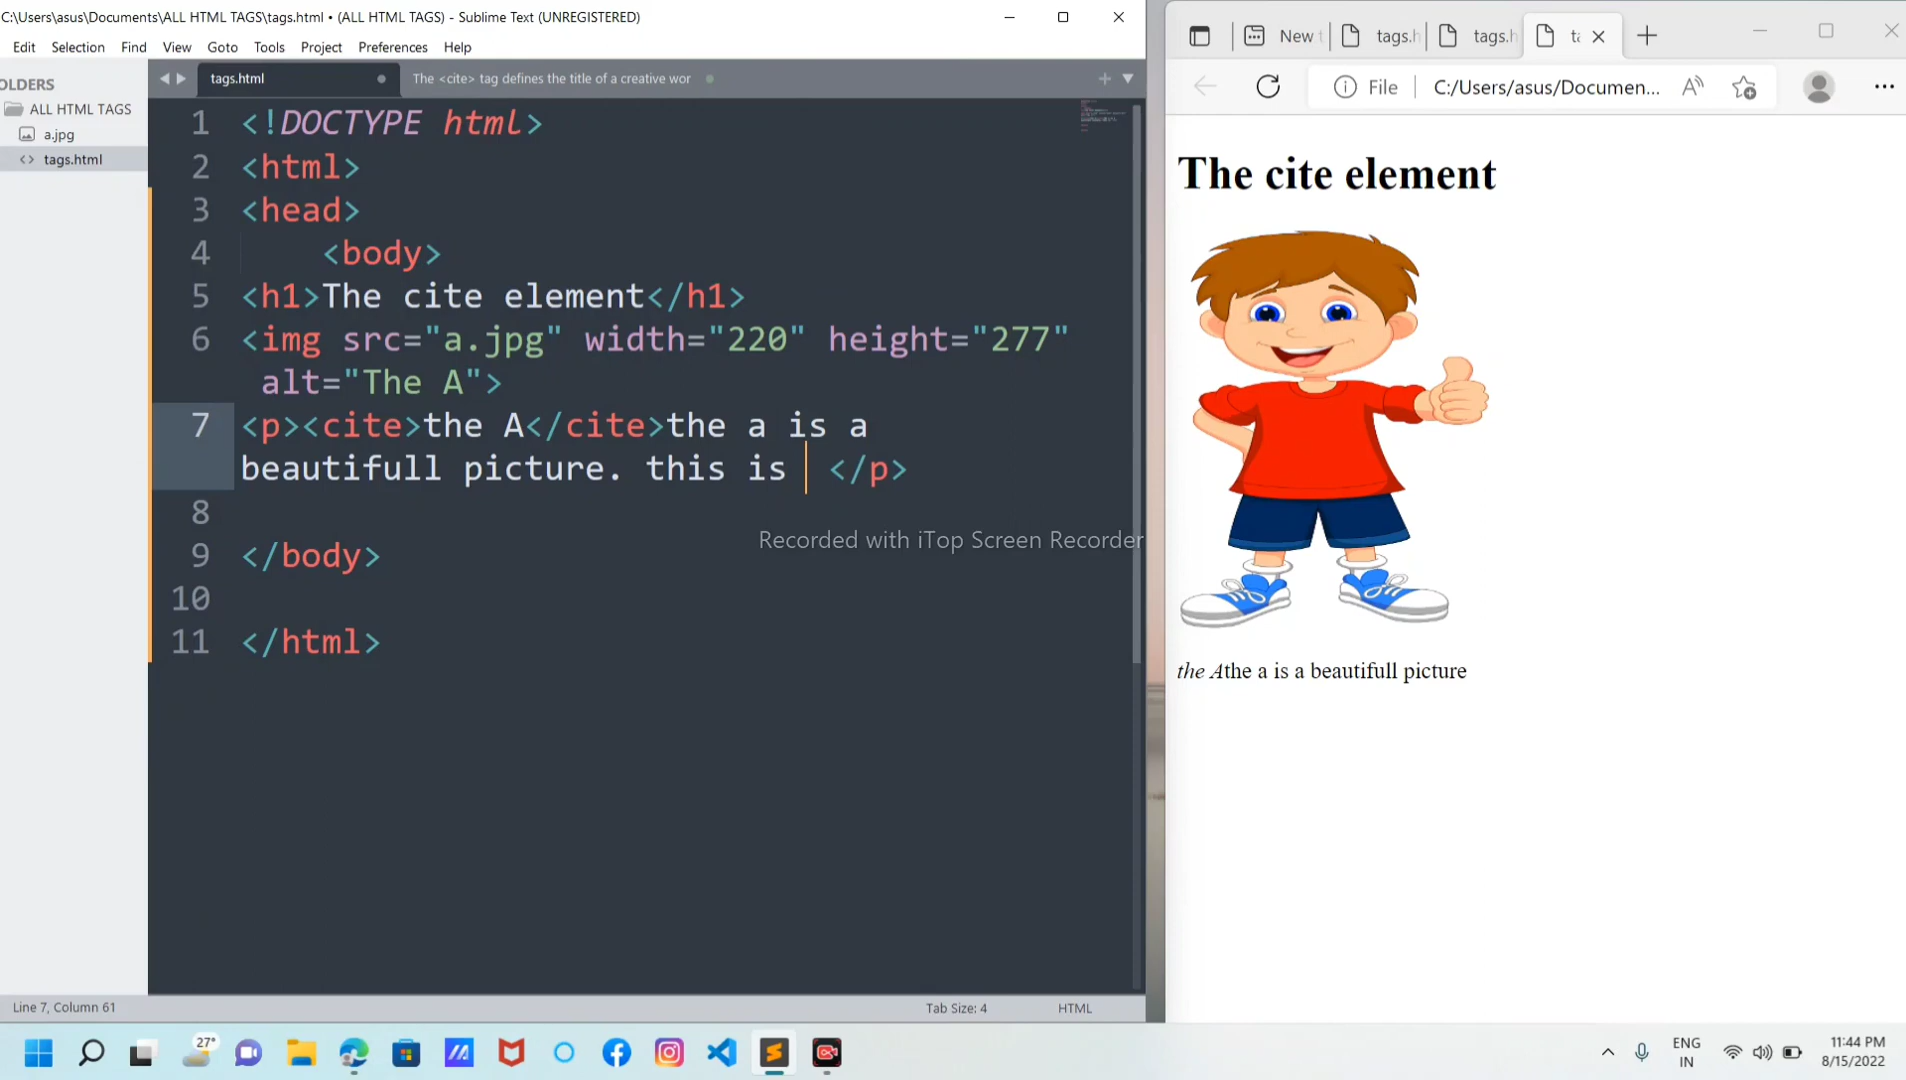 C:\Users\asus\Documents\ALL HTML TAGS\tags.html • (ALL HTML TAGS) - Sublime Text (UNREGISTERED)
Edit Selection Find View Goto Tools Project Preferences Help
OLDERS
ALL HTML TAGS
a.jpg
<> tags.html
tags.html
The <cite> tag defines the title of a creative wor
1 <!DOCTYPE html>
2 <html>
3 <head>
4 <body>
5 <h1>The cite element</h1>
6 <img src="a.jpg" width="220" height="277"
alt="The A">
7 <p><cite>the A</cite>the a is a
beautifull picture. this is </p>
8
9 </body>
10
11 </html>
Recorded with iTop Screen Recorder
Line 7, Column 61
Tab Size: 4
HTML
New t
tags.h
tags.h
ta
File
C:/Users/asus/Documen...
The cite element
the Athe a is a beautifull picture
27°
ENG
IN
11:44 PM
8/15/2022